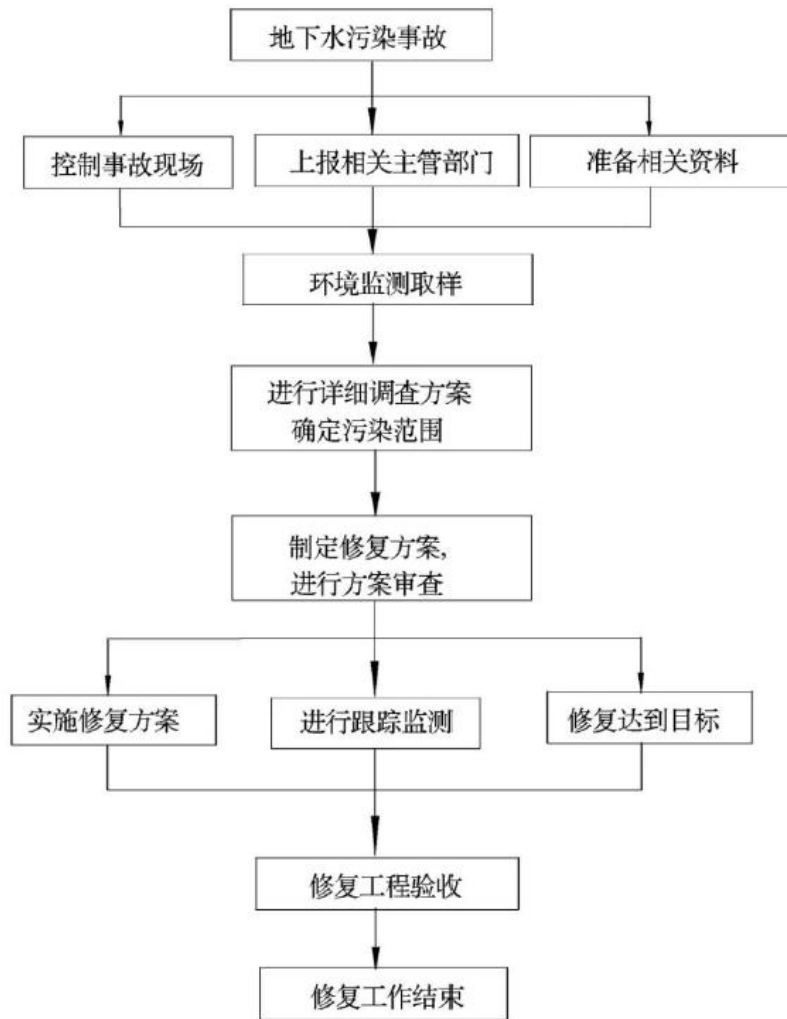 地下水污染事故
控制事故现场
上报相关主管部门
准备相关资料
环境监测取样
进行详细调查方案
确定污染范围
制定修复方案,
进行方案审查
实施修复方案
进行跟踪监测
修复达到目标
修复工程验收
修复工作结束